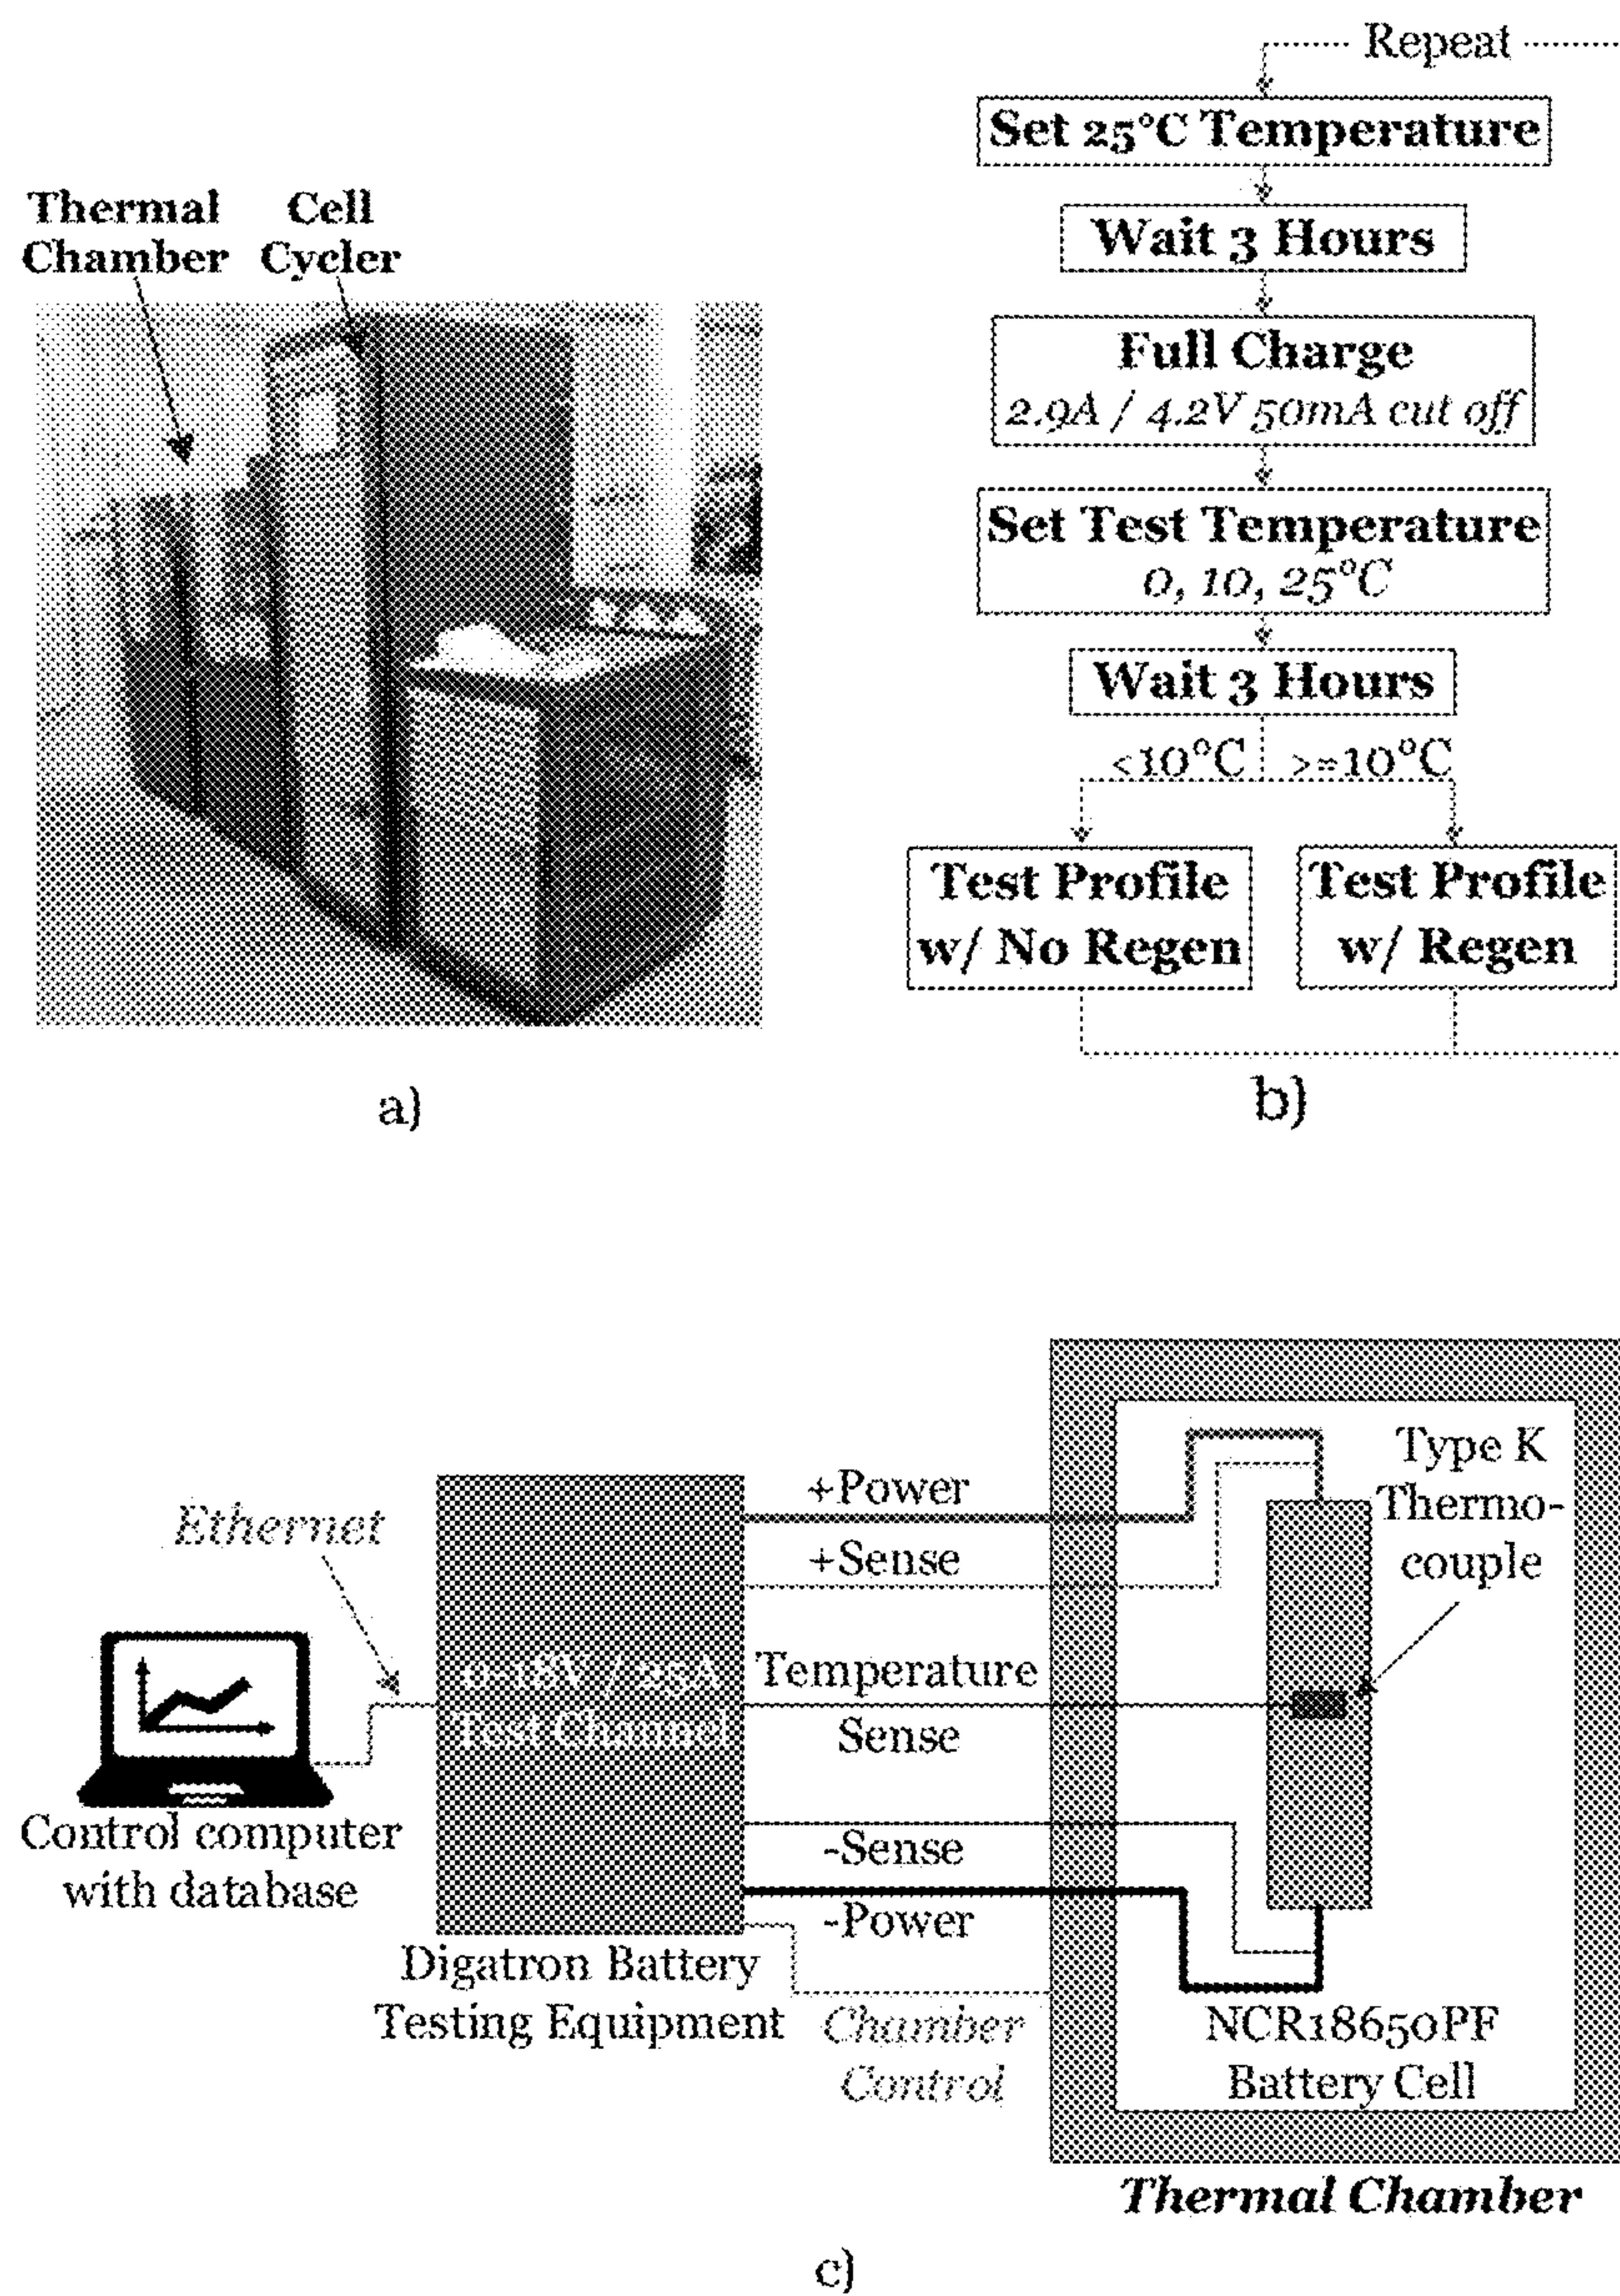 Thermal
Chamber
Cell
Cycler
a)
Repeat
Set 25°C Temperature
Wait 3 Hours
Full Charge
2.9A / 4.2V 50mA cut off
Set Test Temperature
0, 10, 25°C
Wait 3 Hours
<10°C >=10°C
Test Profile
w/ No Regen
Test Profile
w/ Regen
b)
Ethernet
Control computer
with database
Test Channel
Digatron Battery
Testing Equipment
+Power
+Sense
Temperature
Sense
-Sense
-Power
Chamber
Control
Type K
Thermo-
couple
NCR18650PF
Battery Cell
Thermal Chamber
c)